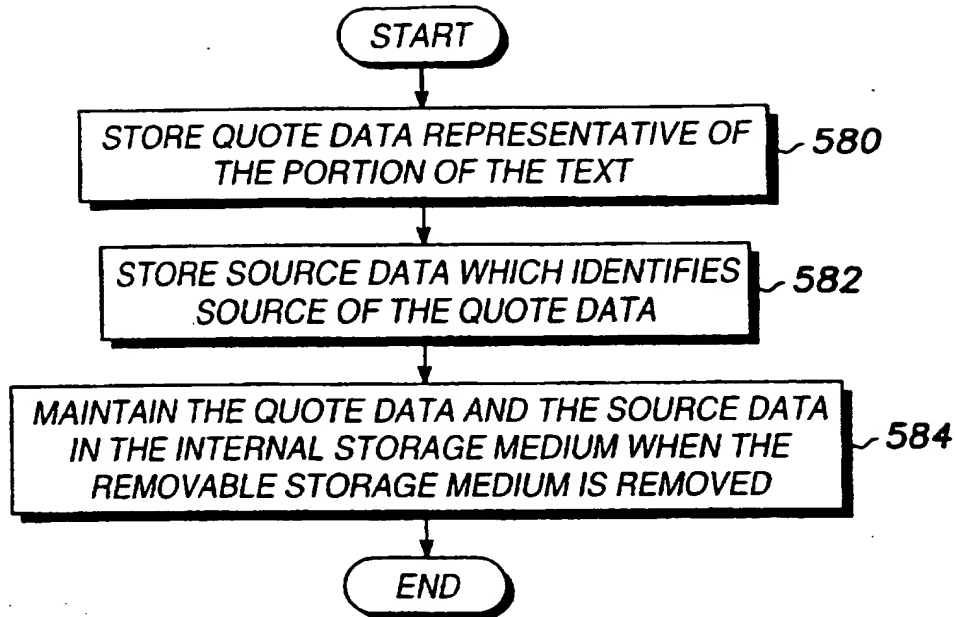 START
STORE QUOTE DATA REPRESENTATIVE OF
THE PORTION OF THE TEXT
580
STORE SOURCE DATA WHICH IDENTIFIES
SOURCE OF THE QUOTE DATA
582
MAINTAIN THE QUOTE DATA AND THE SOURCE DATA
IN THE INTERNAL STORAGE MEDIUM WHEN THE
REMOVABLE STORAGE MEDIUM IS REMOVED
584
END